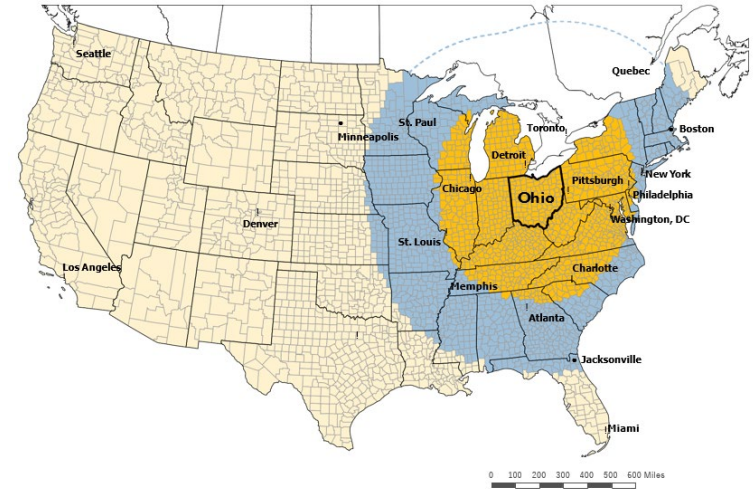 Seattle
Quebec
St. Paul
Toronto
Boston
Minneapolis
Detroit
New York
Pittsburgh
Chicago
Philadelphia
Ohio
Washington, DC
Denver
St. Louis
Los Angeles
Charlotte
Memphis
Atlanta
Jacksonville
Miami
0 100 200 300 400 500 600 Miles